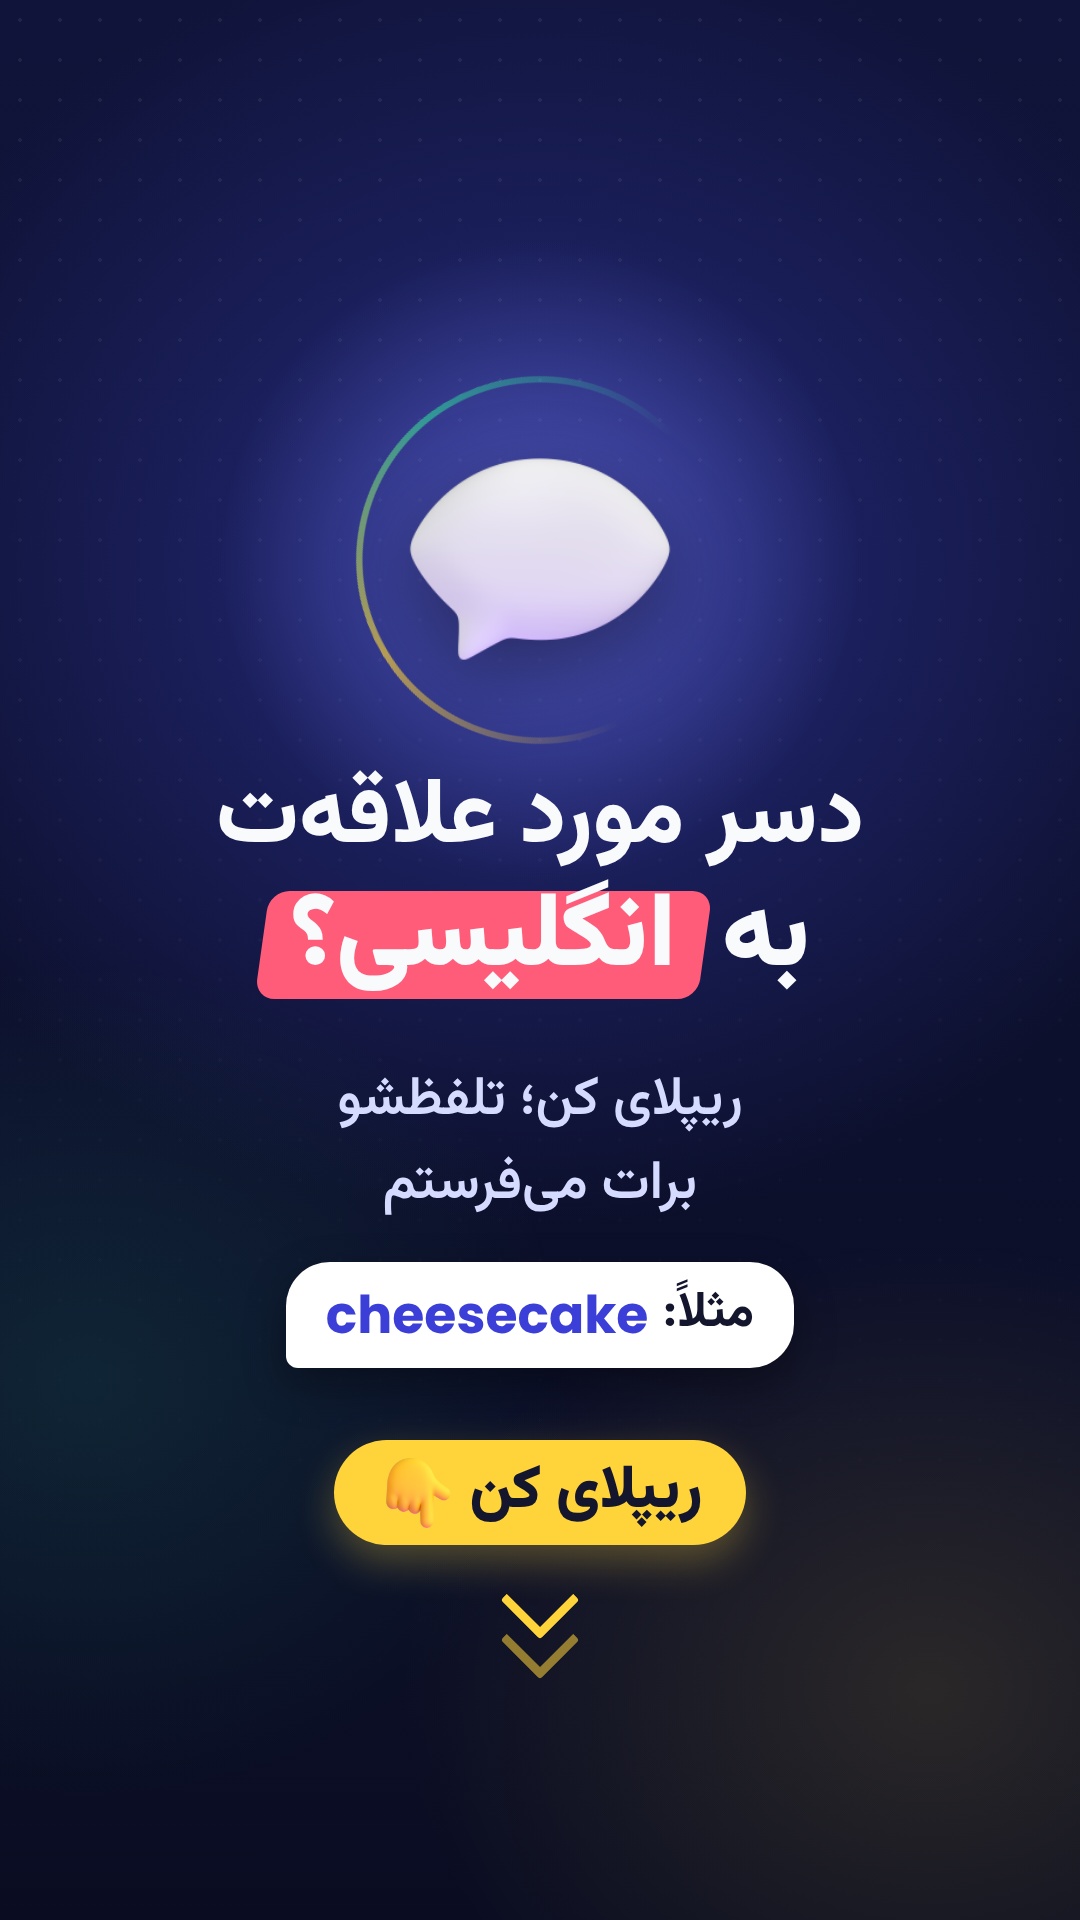 دسر مورد علاقه‌ت
به انگلیسی؟
ریپلای کن؛ تلفظشو
برات می‌فرستم
مثلاً: cheesecake
ریپلای کن 👇